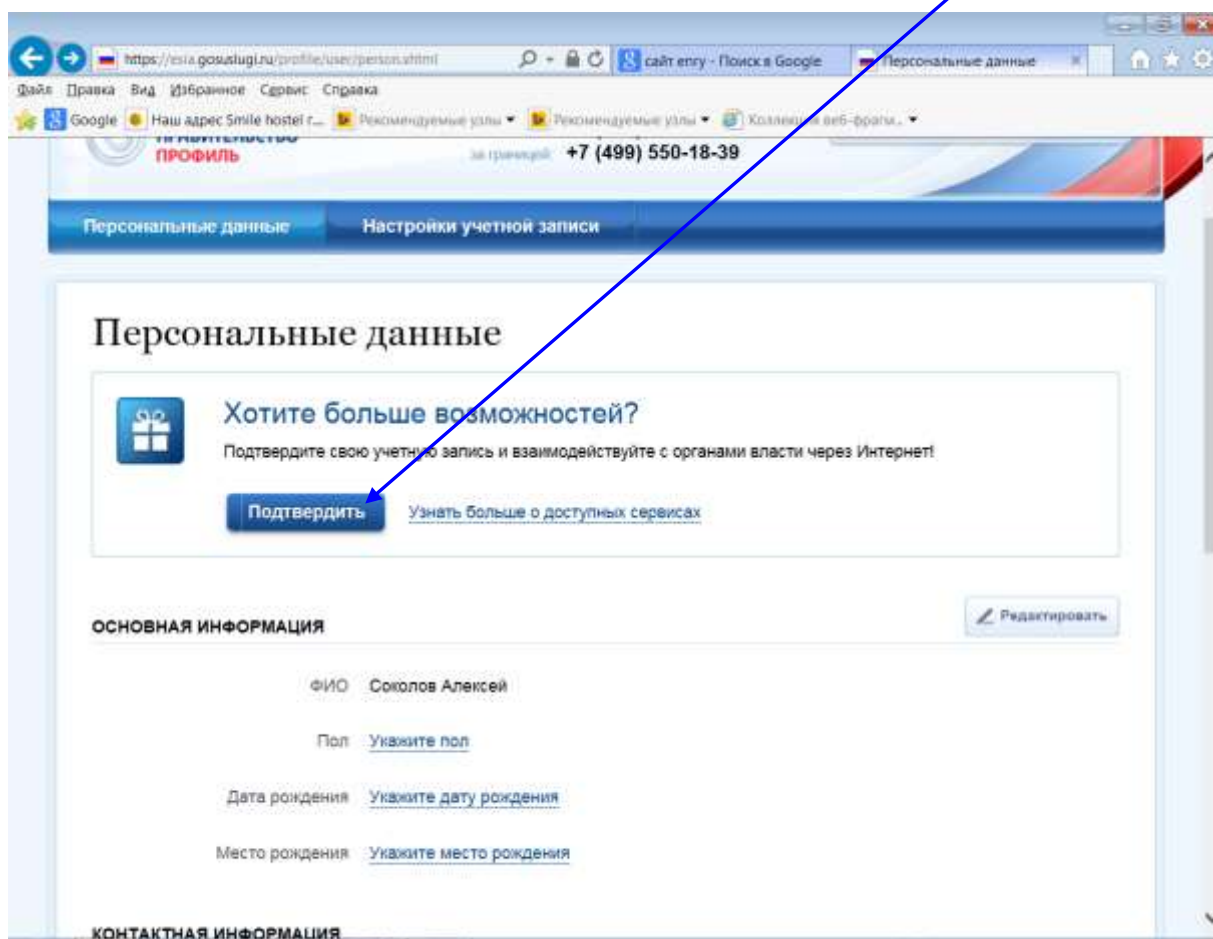 https://esia.gosuslugi.ru/profile/user/person.xhtml
сайт enry - Поиск в Google
Персональные данные
Файл Правка Вид Избранное Сервис Справка
Google Наш адрес Smile hostel г... Рекомендуемые узлы Рекомендуемые узлы Коллекция веб-фрагм...
ПРАВИТЕЛЬСТВО
ПРОФИЛЬ
за границей +7 (499) 550-18-39
Персональные данные Настройки учетной записи
Персональные данные
Хотите больше возможностей?
Подтвердите свою учетную запись и взаимодействуйте с органами власти через Интернет!
Подтвердить Узнать больше о доступных сервисах
ОСНОВНАЯ ИНФОРМАЦИЯ Редактировать
ФИО Соколов Алексей
Пол Укажите пол
Дата рождения Укажите дату рождения
Место рождения Укажите место рождения
КОНТАКТНАЯ ИНФОРМАЦИЯ